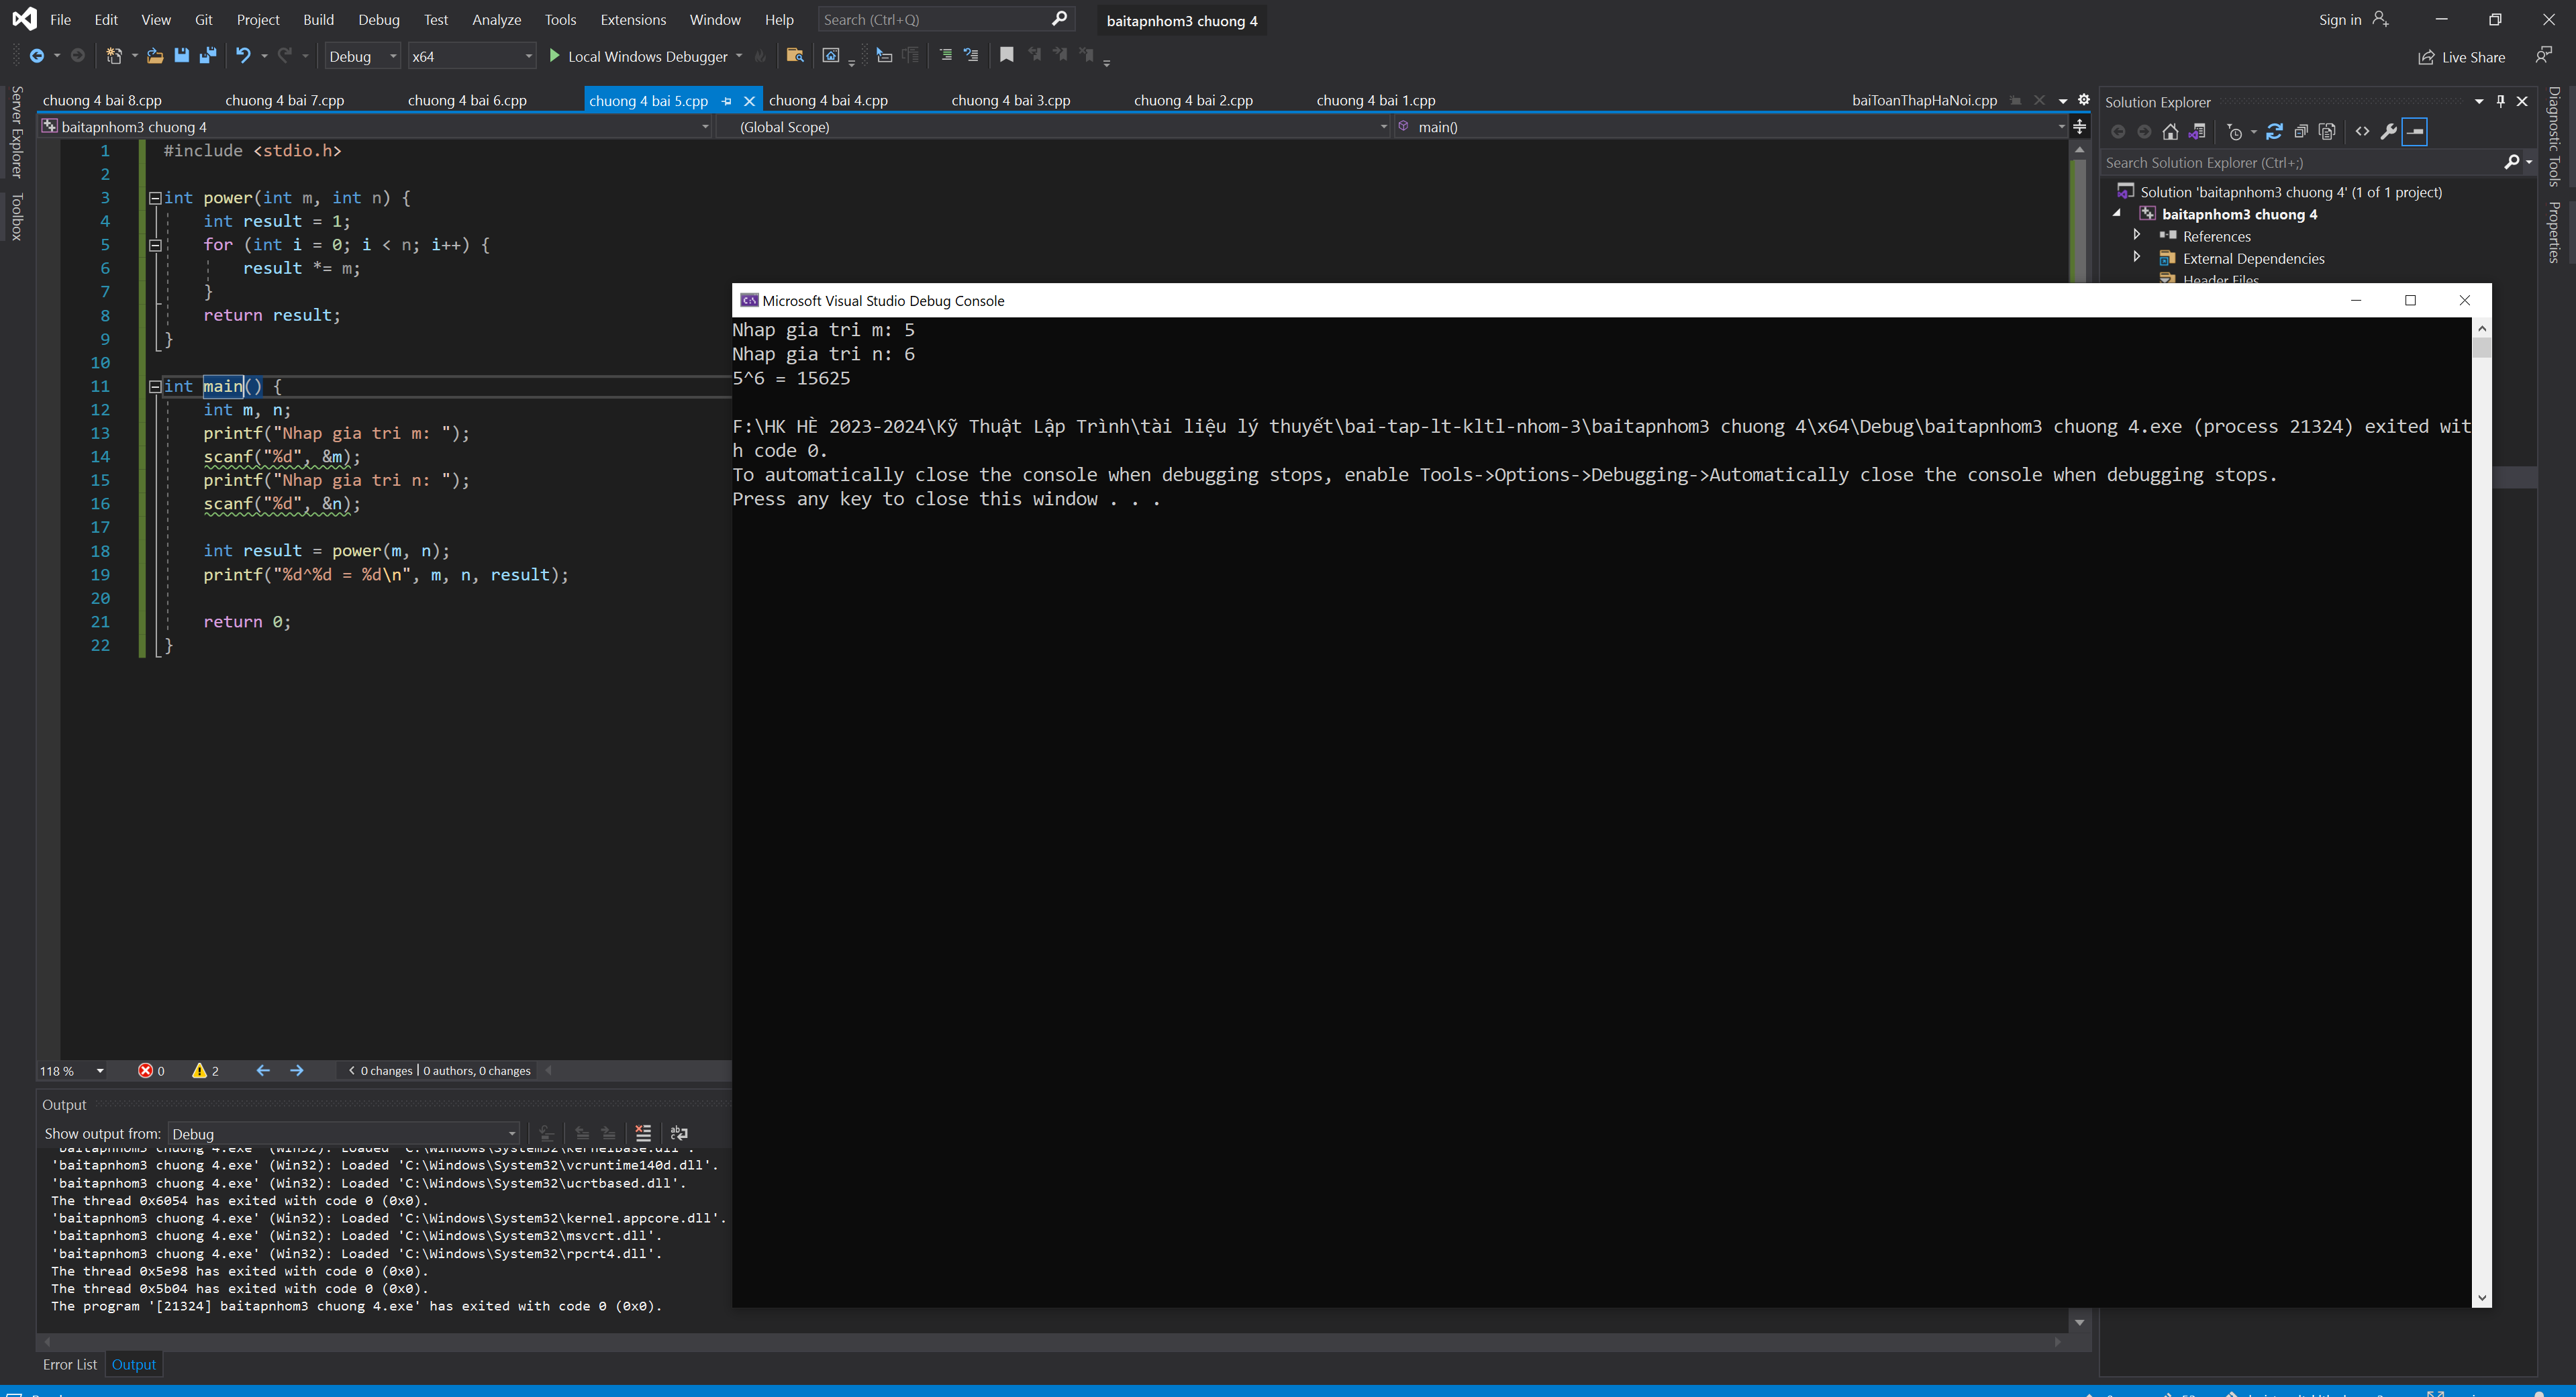 File Edit View Git Project Build Debug Test Analyze Tools Extensions Window Help Search (Ctrl+Q) baitapnhom3 chuong 4 Sign in
Debug x64 Local Windows Debugger Live Share
Server Explorer
Toolbox
chuong 4 bai 8.cpp chuong 4 bai 7.cpp chuong 4 bai 6.cpp chuong 4 bai 5.cpp chuong 4 bai 4.cpp chuong 4 bai 3.cpp chuong 4 bai 2.cpp chuong 4 bai 1.cpp baiToanThapHaNoi.cpp
baitapnhom3 chuong 4 (Global Scope) main()
1 #include <stdio.h>
2
3 int power(int m, int n) {
4 int result = 1;
5 for (int i = 0; i < n; i++) {
6 result *= m;
7 }
8 return result;
9 }
10
11 int main() {
12 int m, n;
13 printf("Nhap gia tri m: ");
14 scanf("%d", &m);
15 printf("Nhap gia tri n: ");
16 scanf("%d", &n);
17
18 int result = power(m, n);
19 printf("%d^%d = %d\n", m, n, result);
20
21 return 0;
22 }
118 % 0 2 0 changes | 0 authors, 0 changes
Output
Show output from: Debug
'baitapnhom3 chuong 4.exe' (Win32): Loaded 'C:\Windows\System32\KernelBase.dll'.
'baitapnhom3 chuong 4.exe' (Win32): Loaded 'C:\Windows\System32\vcruntime140d.dll'.
'baitapnhom3 chuong 4.exe' (Win32): Loaded 'C:\Windows\System32\ucrtbased.dll'.
The thread 0x6054 has exited with code 0 (0x0).
'baitapnhom3 chuong 4.exe' (Win32): Loaded 'C:\Windows\System32\kernel.appcore.dll'.
'baitapnhom3 chuong 4.exe' (Win32): Loaded 'C:\Windows\System32\msvcrt.dll'.
'baitapnhom3 chuong 4.exe' (Win32): Loaded 'C:\Windows\System32\rpcrt4.dll'.
The thread 0x5e98 has exited with code 0 (0x0).
The thread 0x5b04 has exited with code 0 (0x0).
The program '[21324] baitapnhom3 chuong 4.exe' has exited with code 0 (0x0).
Error List Output
Microsoft Visual Studio Debug Console
Nhap gia tri m: 5
Nhap gia tri n: 6
5^6 = 15625
F:\HK HÈ 2023-2024\Kỹ Thuật Lập Trình\tài liệu lý thuyết\bai-tap-lt-kltl-nhom-3\baitapnhom3 chuong 4\x64\Debug\baitapnhom3 chuong 4.exe (process 21324) exited wit
h code 0.
To automatically close the console when debugging stops, enable Tools->Options->Debugging->Automatically close the console when debugging stops.
Press any key to close this window . . .
Solution Explorer
Search Solution Explorer (Ctrl+;)
Solution 'baitapnhom3 chuong 4' (1 of 1 project)
baitapnhom3 chuong 4
References
External Dependencies
Header Files
Diagnostic Tools
Properties